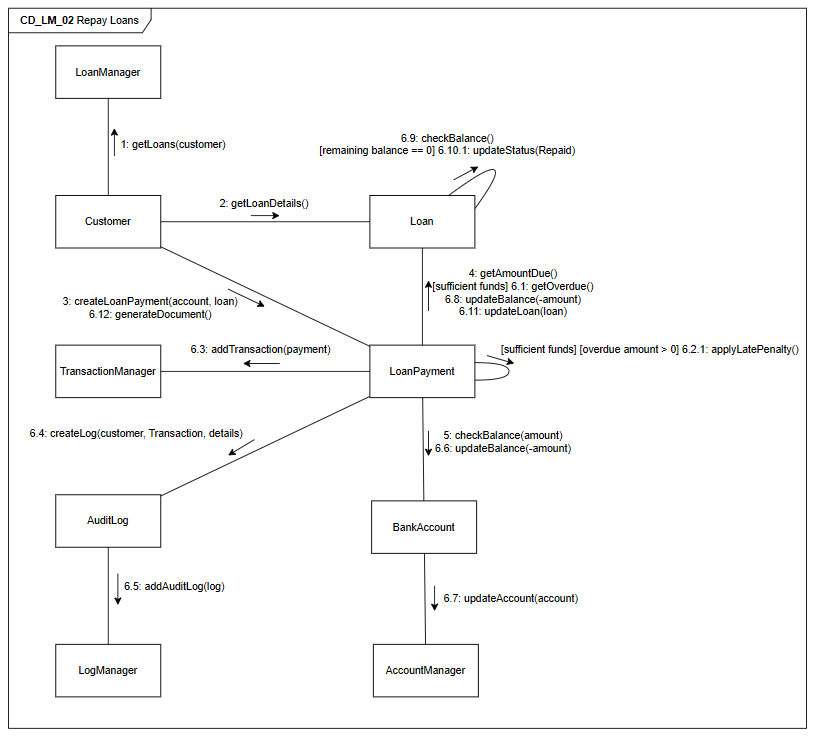 CD_LM_02 Repay Loans
LoanManager
1: getLoans(customer)
6.9: checkBalance()
[remaining balance == 0] 6.10.1: updateStatus(Repaid)
Customer
2: getLoanDetails()
Loan
4: getAmountDue()
[sufficient funds] 6.1: getOverdue()
6.8: updateBalance(-amount)
6.11: updateLoan(loan)
3: createLoanPayment(account, loan)
6.12: generateDocument()
TransactionManager
6.3: addTransaction(payment)
LoanPayment
[sufficient funds] [overdue amount > 0] 6.2.1: applyLatePenalty()
6.4: createLog(customer, Transaction, details)
5: checkBalance(amount)
6.6: updateBalance(-amount)
AuditLog
BankAccount
6.5: addAuditLog(log)
6.7: updateAccount(account)
LogManager
AccountManager